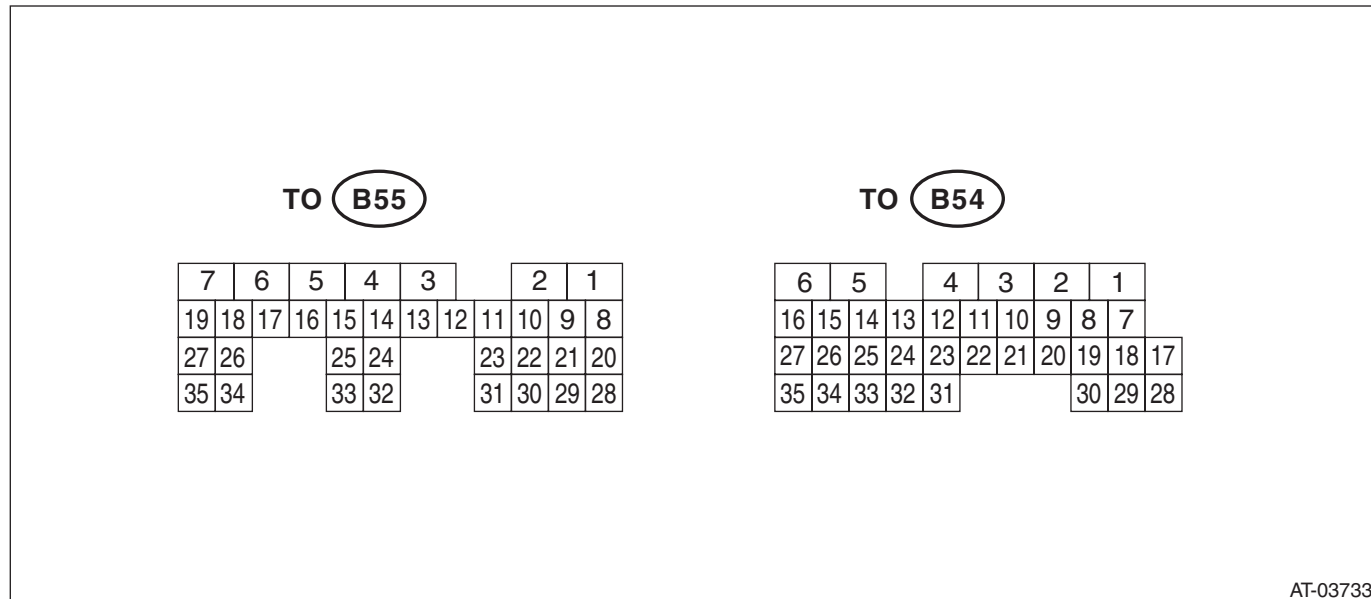 TO B55
7 6 5 4 3 2 1
19 18 17 16 15 14 13 12 11 10 9 8
27 26 25 24 23 22 21 20
35 34 33 32 31 30 29 28
TO B54
6 5 4 3 2 1
16 15 14 13 12 11 10 9 8 7
27 26 25 24 23 22 21 20 19 18 17
35 34 33 32 31 30 29 28
AT-03733